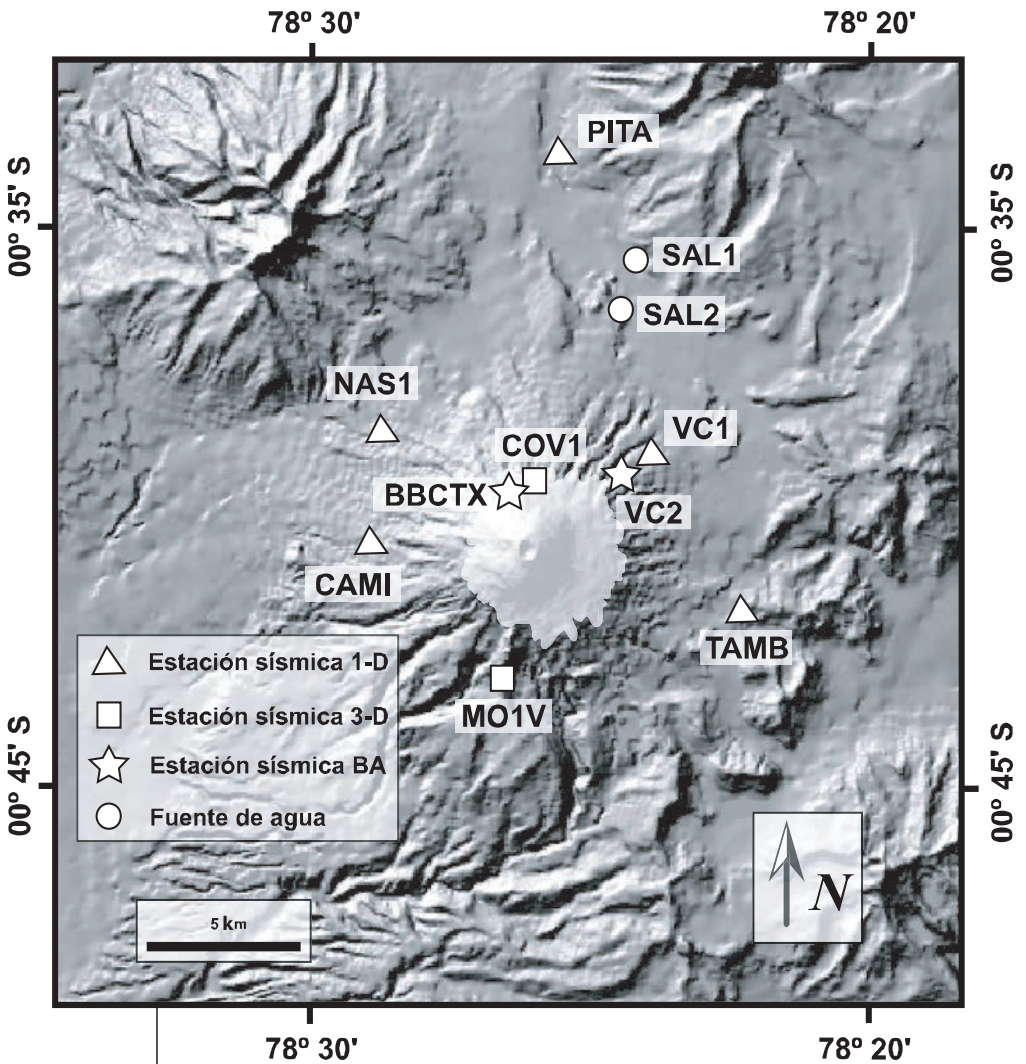 78º 30'
78º 20'
PITA
00º 35' S
00º 35' S
SAL1
SAL2
NAS1
VC1
COV1
BBCTX
VC2
CAMI
TAMB
Estación sísmica 1-D
MO1V
Estación sísmica 3-D
Estación sísmica BA
Fuente de agua
00º 45' S
00º 45' S
5 km
N
78º 30'
78º 20'